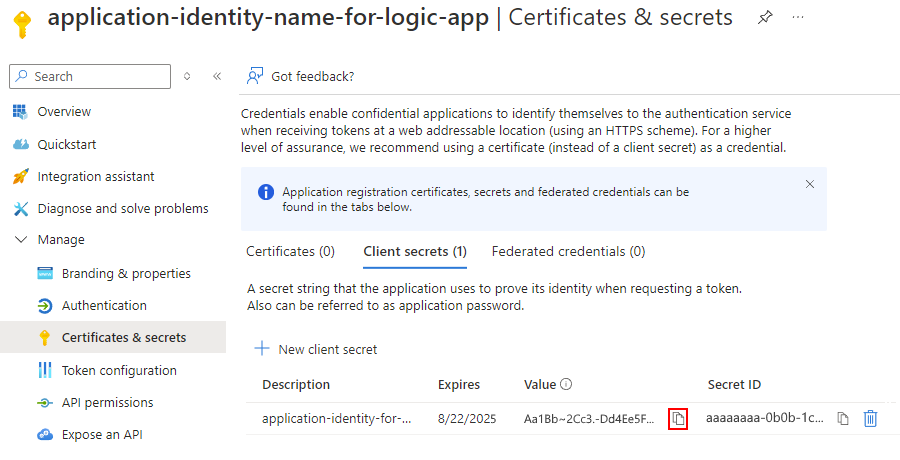 application-identity-name-for-logic-app | Certificates & secrets
Search
Got feedback?
Overview
Quickstart
Integration assistant
Diagnose and solve problems
Manage
Branding & properties
Authentication
Certificates & secrets
Token configuration
API permissions
Expose an API
Credentials enable confidential applications to identify themselves to the authentication service
when receiving tokens at a web addressable location (using an HTTPS scheme). For a higher
level of assurance, we recommend using a certificate (instead of a client secret) as a credential.
Application registration certificates, secrets and federated credentials can be
found in the tabs below.
Certificates (0) Client secrets (1) Federated credentials (0)
A secret string that the application uses to prove its identity when requesting a token.
Also can be referred to as application password.
New client secret
Description Expires Value Secret ID
application-identity-for-... 8/22/2025 Aa1Bb~2Cc3.-Dd4Ee5F... aaaaaaaa-0b0b-1c...